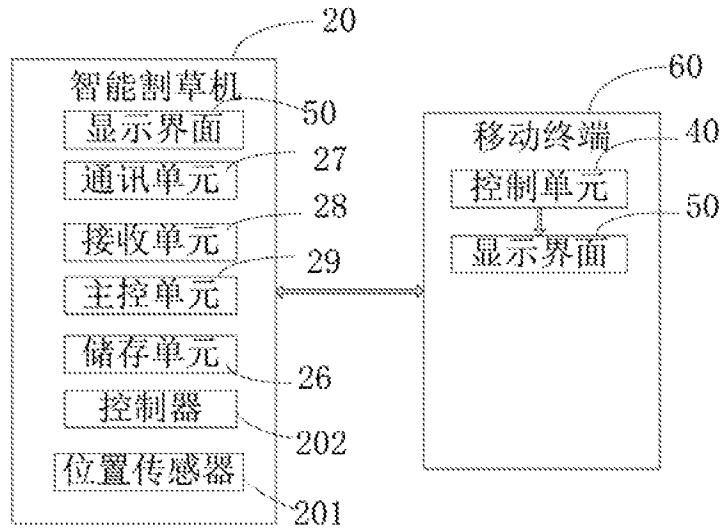 20
智能割草机
50
显示界面
27
通讯单元
28
接收单元
29
主控单元
储存单元
26
控制器
202
位置传感器
201
60
移动终端
40
控制单元
50
显示界面